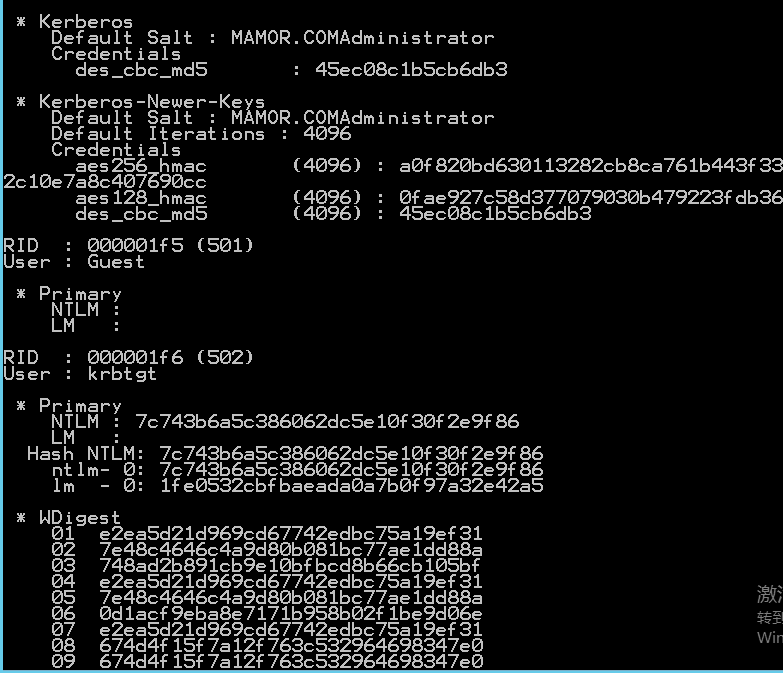 * Kerberos
Default Salt : MAMOR.COMAdministrator
Credentials
des_cbc_md5 : 45ec08c1b5cb6db3
* Kerberos-Newer-Keys
Default Salt : MAMOR.COMAdministrator
Default Iterations : 4096
Credentials
aes256_hmac (4096) : a0f820bd630113282cb8ca761b443f33
2c10e7a8c407690cc
aes128_hmac (4096) : 0fae927c58d377079030b479223fdb36
des_cbc_md5 (4096) : 45ec08c1b5cb6db3
RID : 000001f5 (501)
User : Guest
* Primary
NTLM :
LM :
RID : 000001f6 (502)
User : krbtgt
* Primary
NTLM : 7c743b6a5c386062dc5e10f30f2e9f86
LM :
Hash NTLM: 7c743b6a5c386062dc5e10f30f2e9f86
ntlm- 0: 7c743b6a5c386062dc5e10f30f2e9f86
lm - 0: 1fe0532cbfbaeada0a7b0f97a32e42a5
* WDigest
01 e2ea5d21d969cd67742edbc75a19ef31
02 7e48c4646c4a9d80b081bc77ae1dd88a
03 748ad2b891cb9e10bfbcd8b66cb105bf
04 e2ea5d21d969cd67742edbc75a19ef31
05 7e48c4646c4a9d80b081bc77ae1dd88a
06 0d1acf9eba8e7171b958b02f1be9d06e
07 e2ea5d21d969cd67742edbc75a19ef31
08 674d4f15f7a12f763c532964698347e0
09 674d4f15f7a12f763c532964698347e0
激
转到
Win